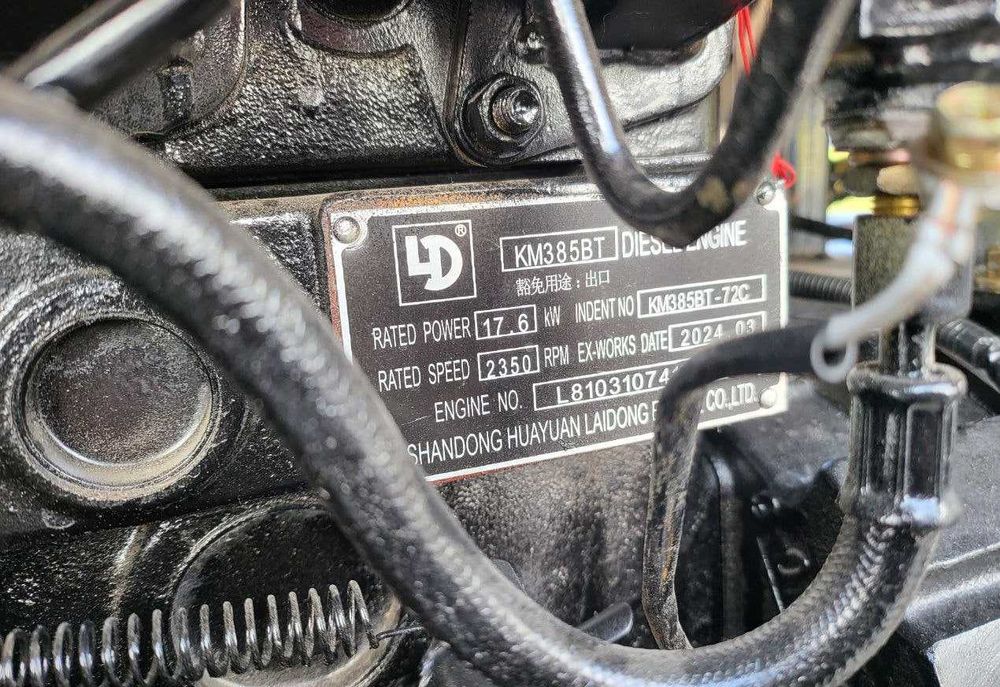 LD®
KM385BT DIESEL ENGINE
豁免用途：出口
RATED POWER 17.6 kW INDENT NO KM385BT-72C
RATED SPEED 2350 RPM EX-WORKS DATE 2024.03
ENGINE NO.
SHANDONG HUAYUAN LAIDONG CO.,LTD.